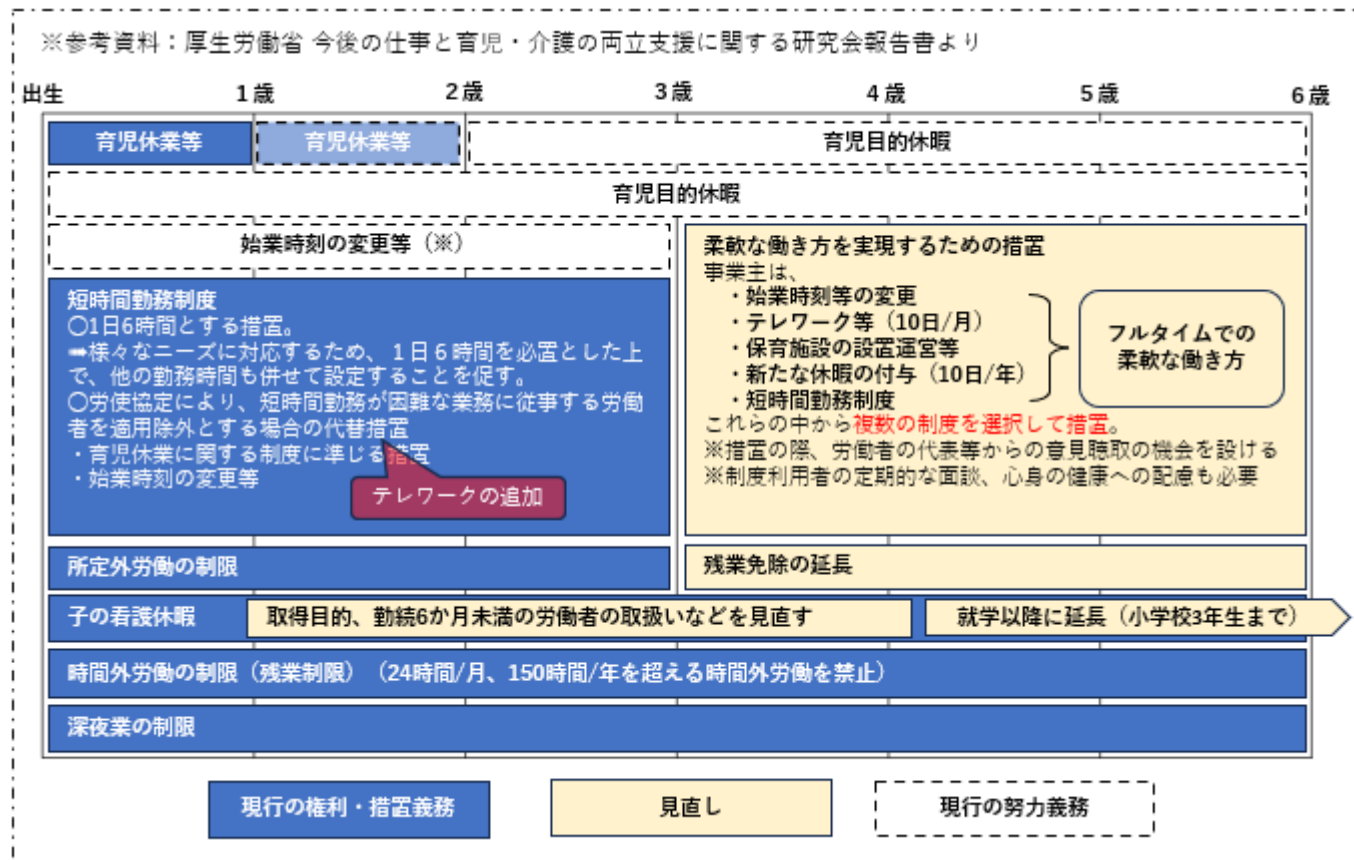 ※参考資料：厚生労働省 今後の仕事と育児・介護の両立支援に関する研究会報告書より
出生 1歳 2歳 3歳 4歳 5歳 6歳
育児休業等 育児休業等 育児目的休暇
育児目的休暇
始業時刻の変更等（※）
短時間勤務制度
〇1日6時間とする措置。
➡様々なニーズに対応するため、１日６時間を必置とした上
で、他の勤務時間も併せて設定することを促す。
〇労使協定により、短時間勤務が困難な業務に従事する労働
者を適用除外とする場合の代替措置
・育児休業に関する制度に準じる措置
・始業時刻の変更等
テレワークの追加
柔軟な働き方を実現するための措置
事業主は、
・始業時刻等の変更
・テレワーク等（10日/月）
・保育施設の設置運営等
・新たな休暇の付与（10日/年）
・短時間勤務制度
フルタイムでの
柔軟な働き方
これらの中から複数の制度を選択して措置。
※措置の際、労働者の代表等からの意見聴取の機会を設ける
※制度利用者の定期的な面談、心身の健康への配慮も必要
所定外労働の制限 残業免除の延長
子の看護休暇 取得目的、勤続6か月未満の労働者の取扱いなどを見直す 就学以降に延長（小学校3年生まで）
時間外労働の制限（残業制限）（24時間/月、150時間/年を超える時間外労働を禁止）
深夜業の制限
現行の権利・措置義務 見直し 現行の努力義務